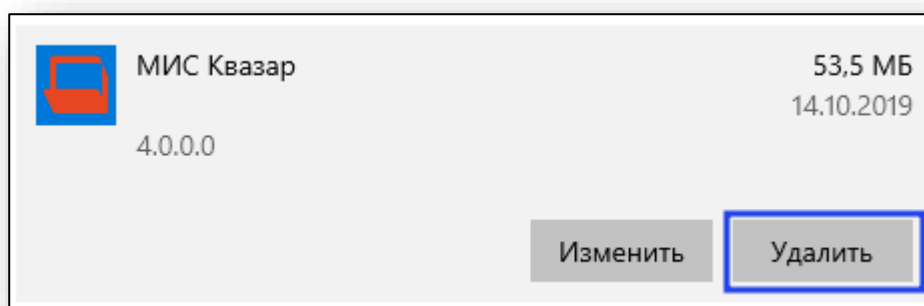 МИС Квазар
53,5 МБ
14.10.2019
4.0.0.0
Изменить
Удалить